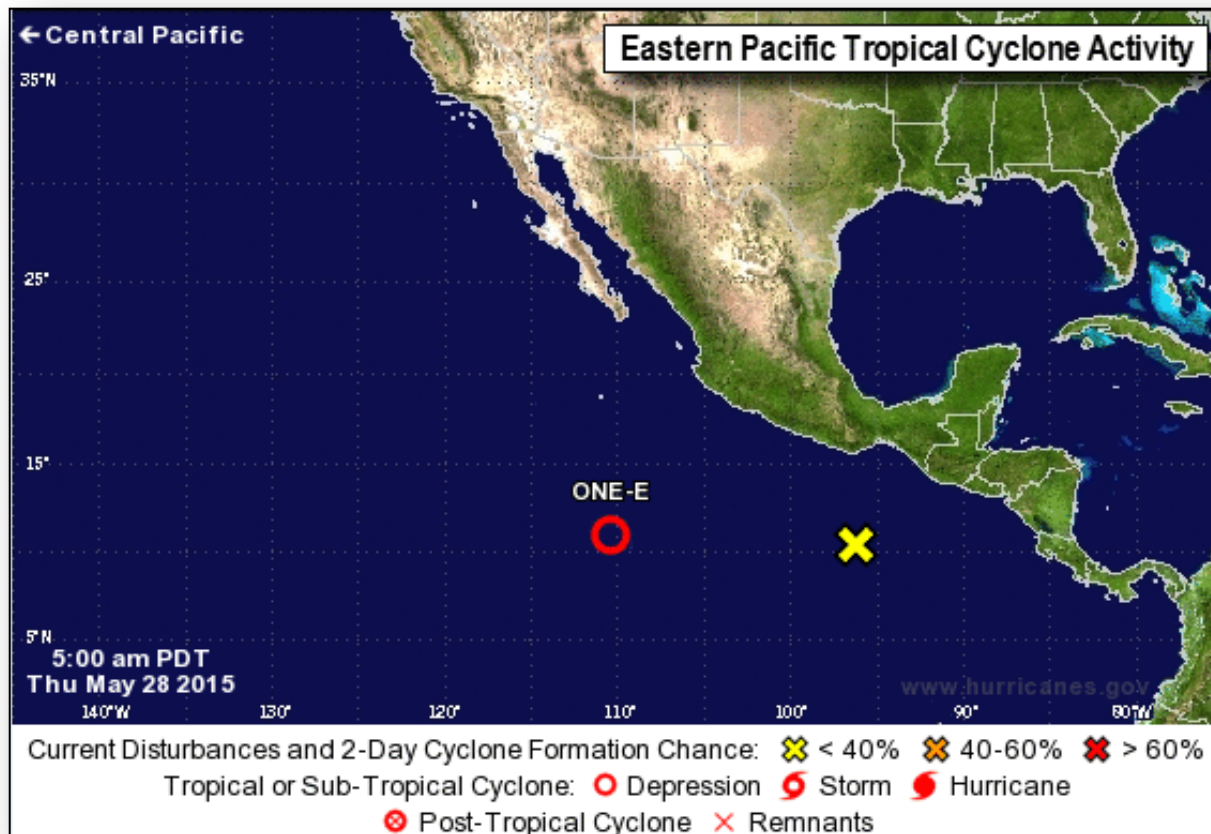 ←Central Pacific
Eastern Pacific Tropical Cyclone Activity
35°N
25°
15°
ONE-E
5°N
5:00 am PDT
Thu May 28 2015
www.hurricanes.gov
140°W 130° 120° 110° 100° 90° 80°W
Current Disturbances and 2-Day Cyclone Formation Chance: < 40% 40-60% > 60%
Tropical or Sub-Tropical Cyclone: Depression Storm Hurricane
Post-Tropical Cyclone Remnants